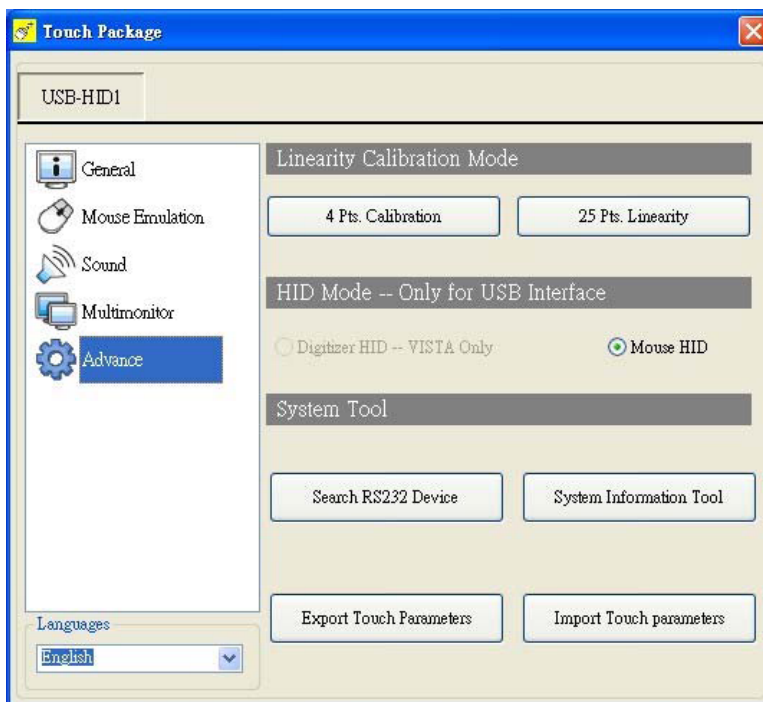 Touch Package
USB-HID1
General
Mouse Emulation
Sound
Multimonitor
Advance
Languages
English
Linearity Calibration Mode
4 Pts. Calibration
25 Pts. Linearity
HID Mode -- Only for USB Interface
Digitizer HID -- VISTA Only
Mouse HID
System Tool
Search RS232 Device
System Information Tool
Export Touch Parameters
Import Touch parameters